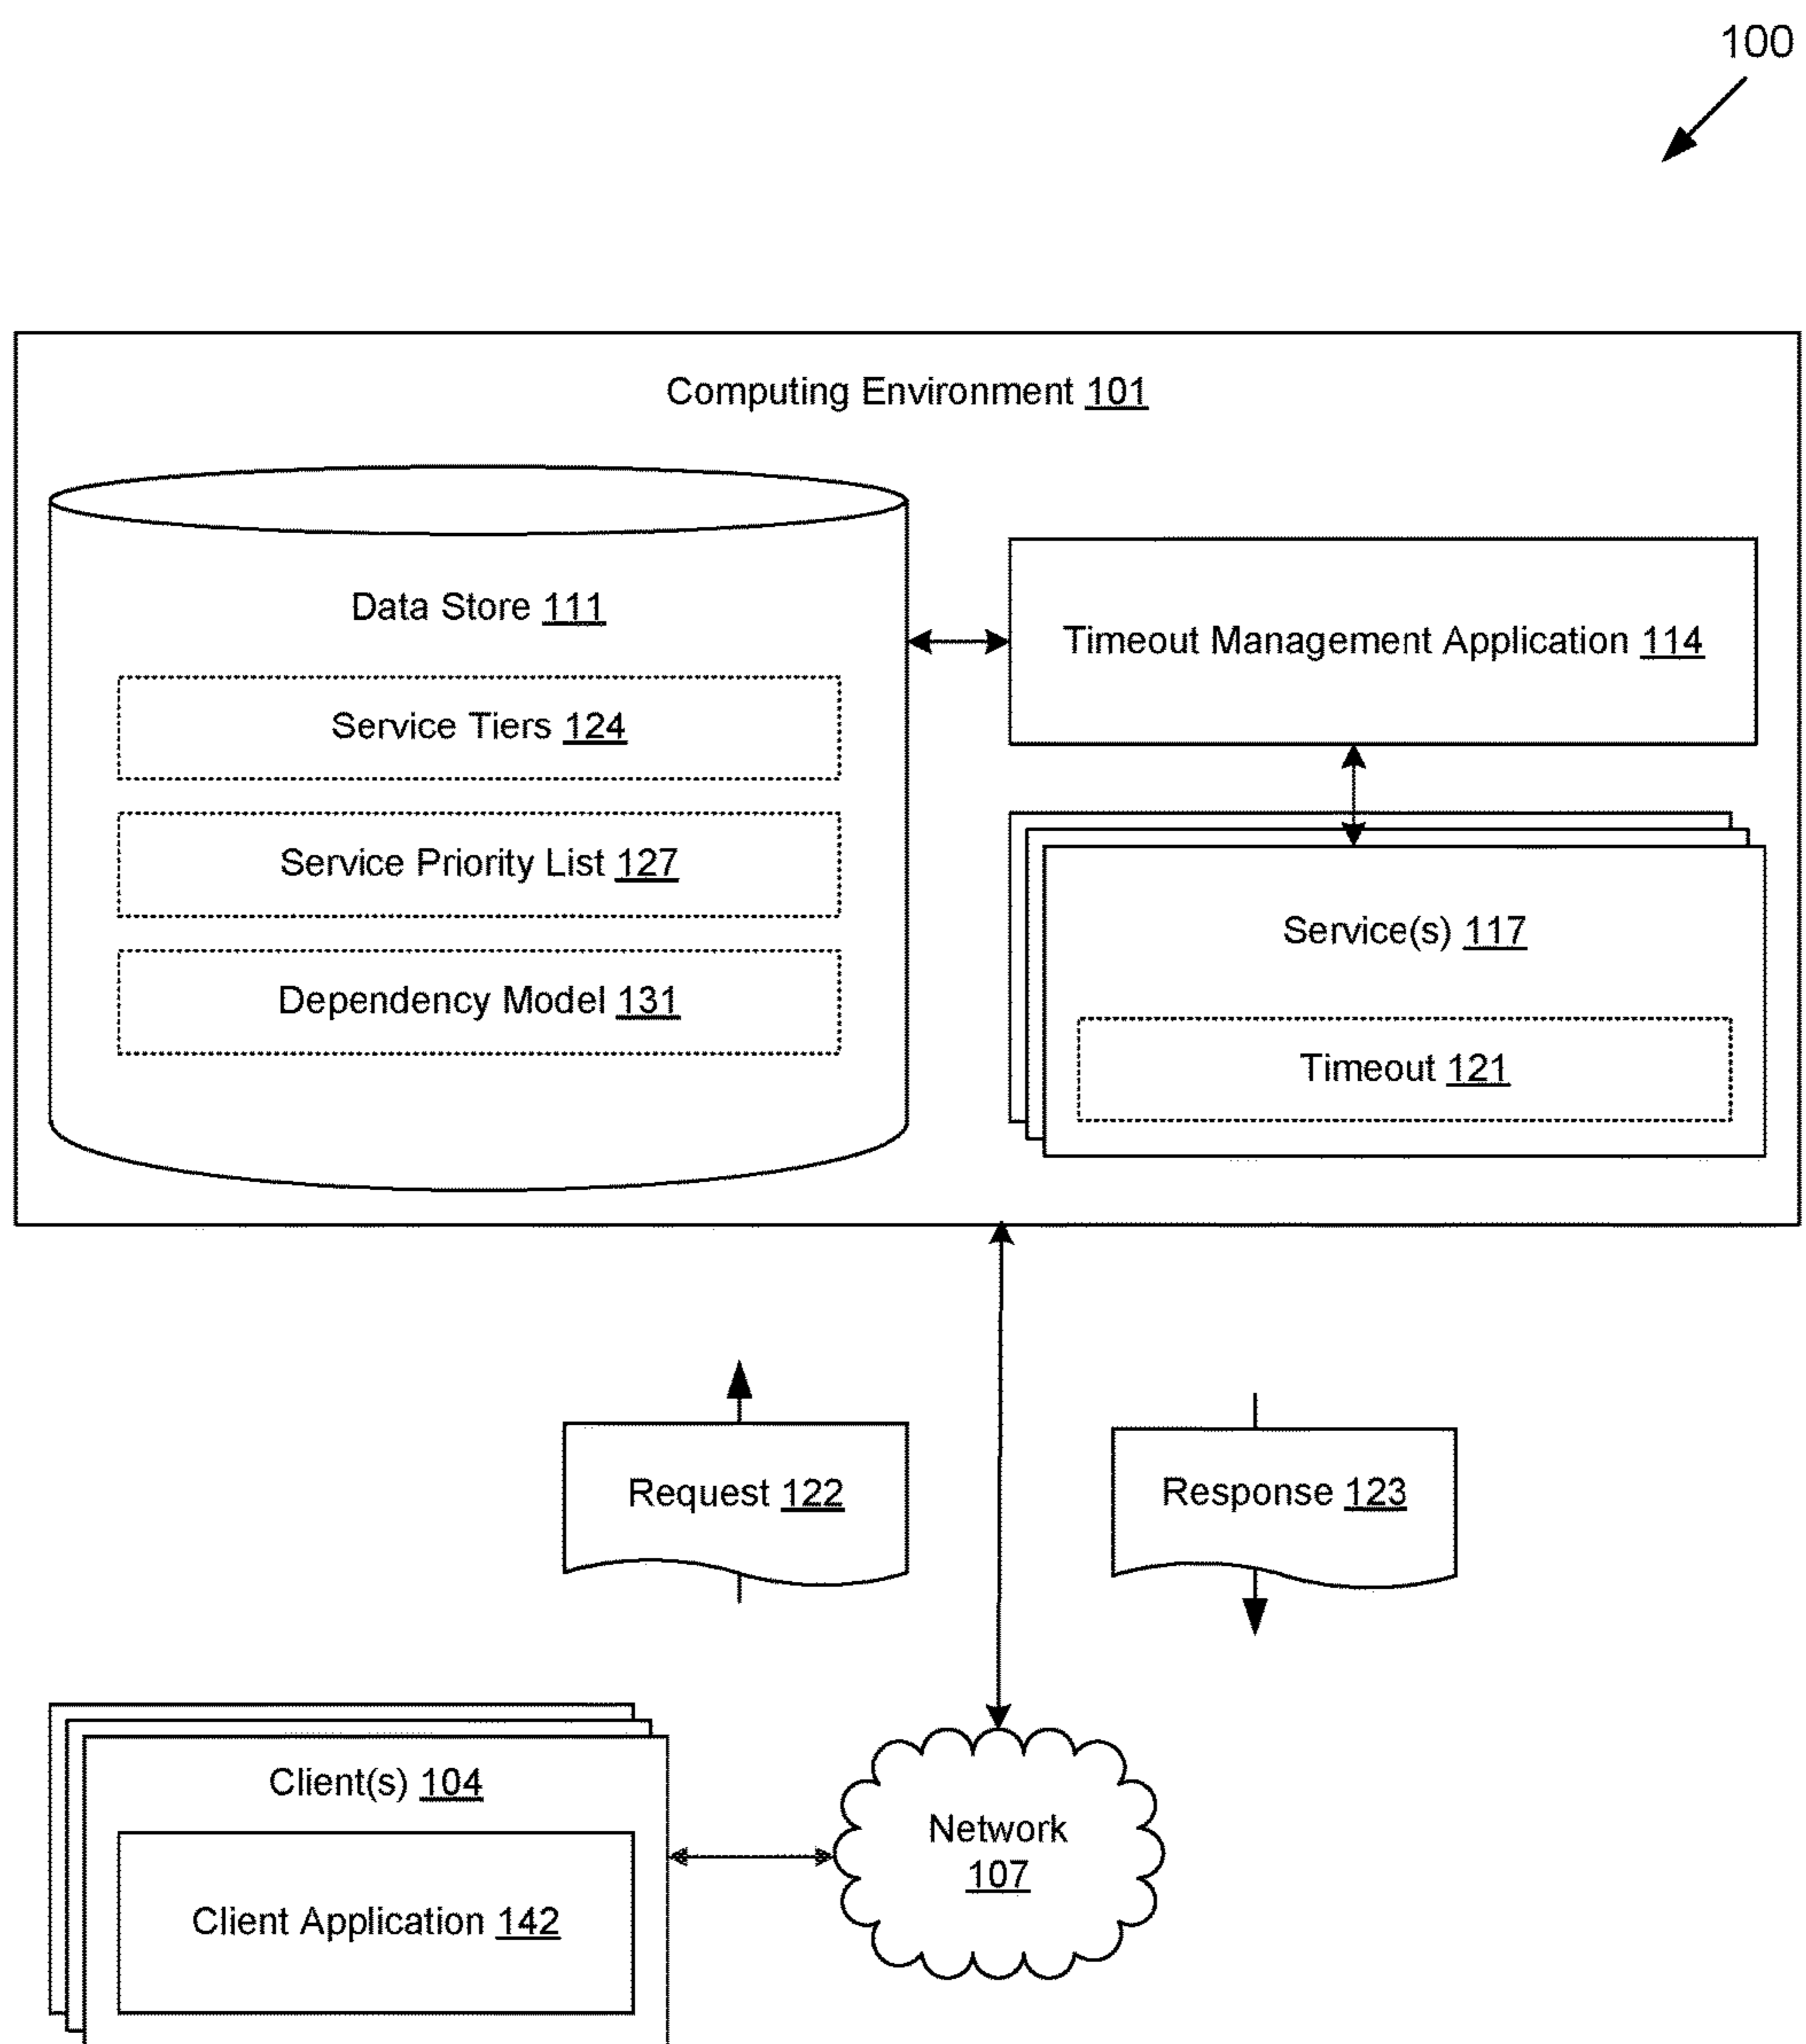 100
Computing Environment 101
Data Store 111
Service Tiers 124
Service Priority List 127
Dependency Model 131
Timeout Management Application 114
Service(s) 117
Timeout 121
Request 122
Response 123
Client(s) 104
Client Application 142
Network
107